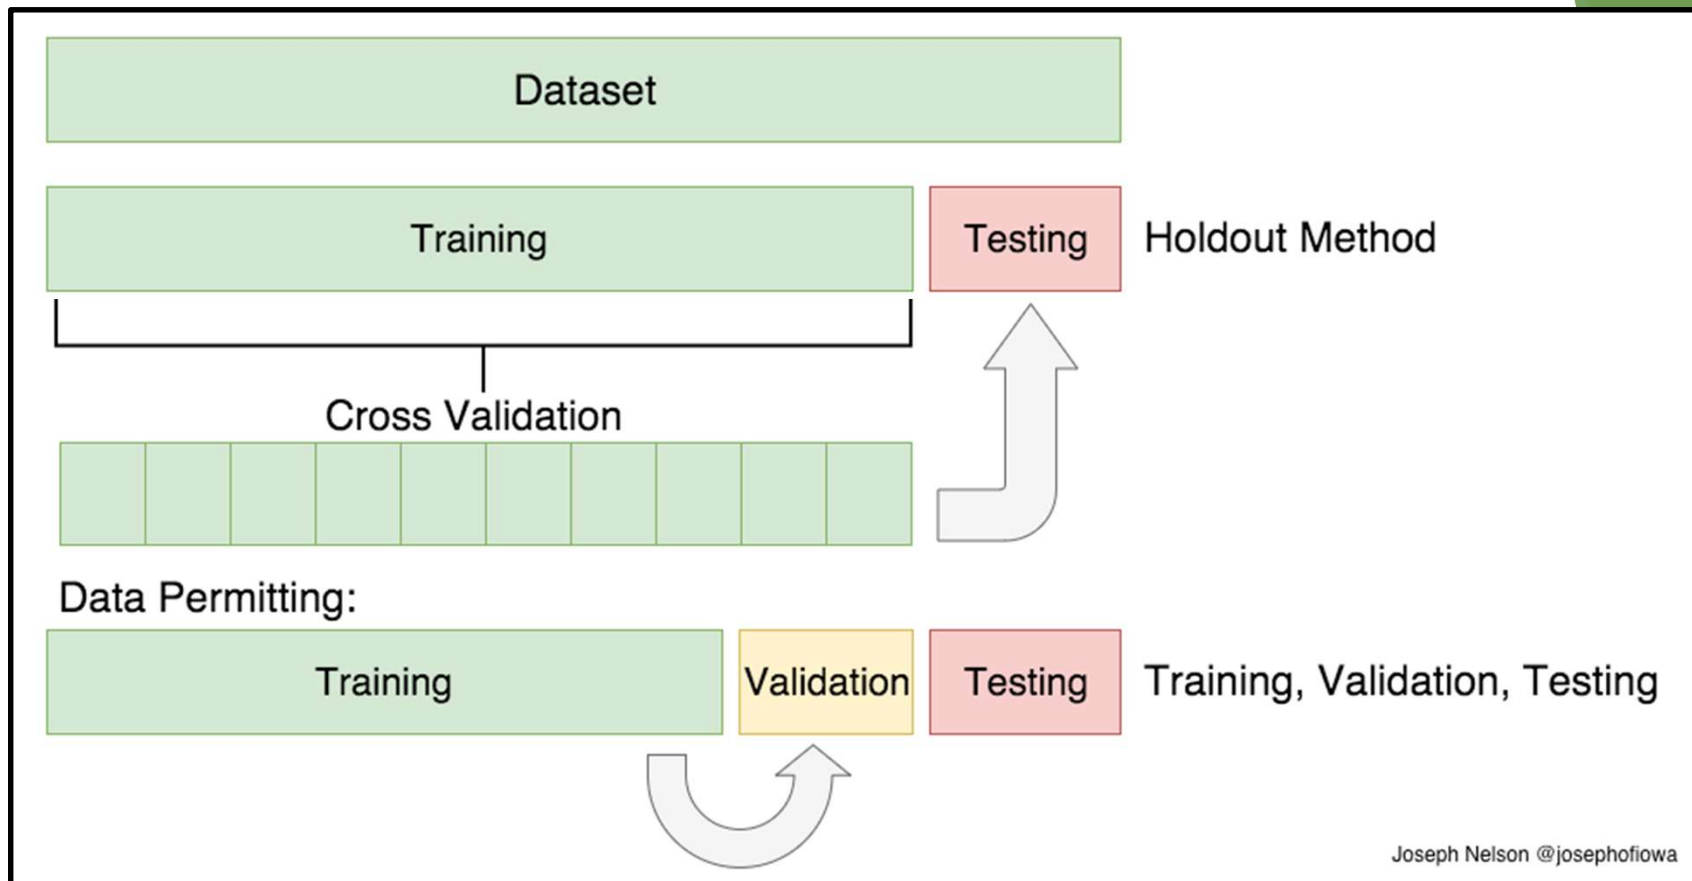 Dataset
Training Testing Holdout Method
Cross Validation
Data Permitting:
Training Validation Testing Training, Validation, Testing
Joseph Nelson @josephofiowa